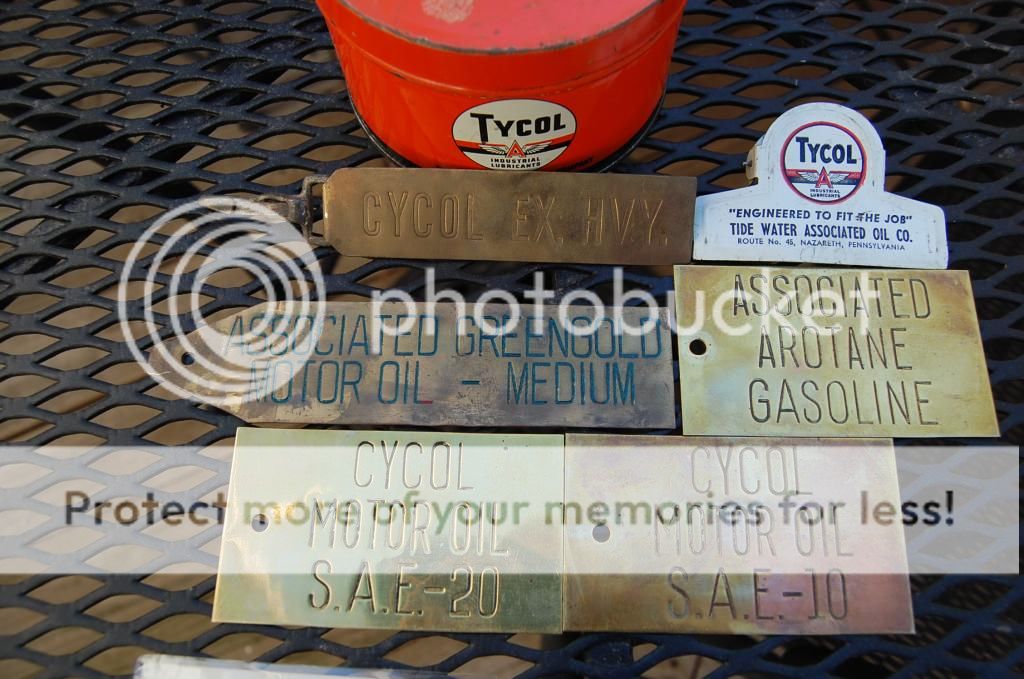 TYCOL
INDUSTRIAL
LUBRICANTS
CYCOL EX. HVY.
TYCOL
INDUSTRIAL
LUBRICANTS
"ENGINEERED TO FIT THE JOB"
TIDE WATER ASSOCIATED OIL CO.
ROUTE No. 45, NAZARETH, PENNSYLVANIA
ASSOCIATED GREENGOLD
MOTOR OIL - MEDIUM
ASSOCIATED
AROTANE
GASOLINE
photobucket
Protect more of your memories for less!
CYCOL
MOTOR OIL
S.A.E.-20
CYCOL
MOTOR OIL
S.A.E.-10